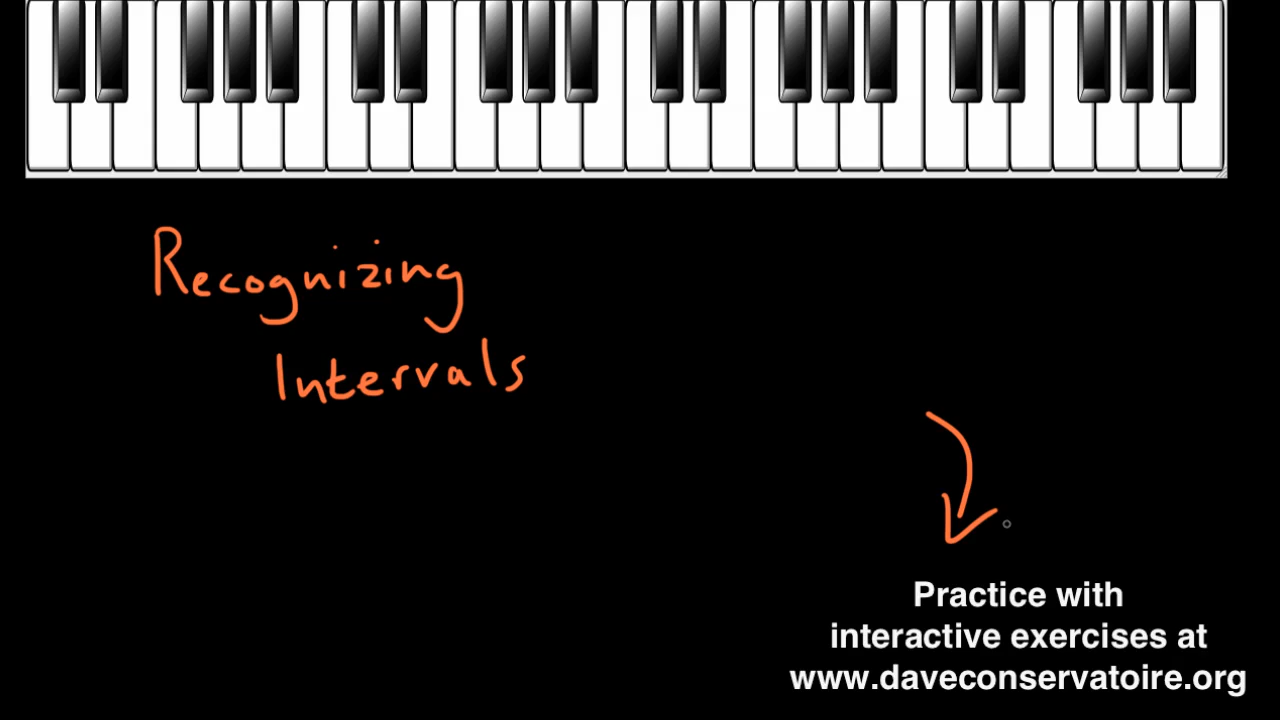 Recognizing
Intervals
Practice with
interactive exercises at
www.daveconservatoire.org